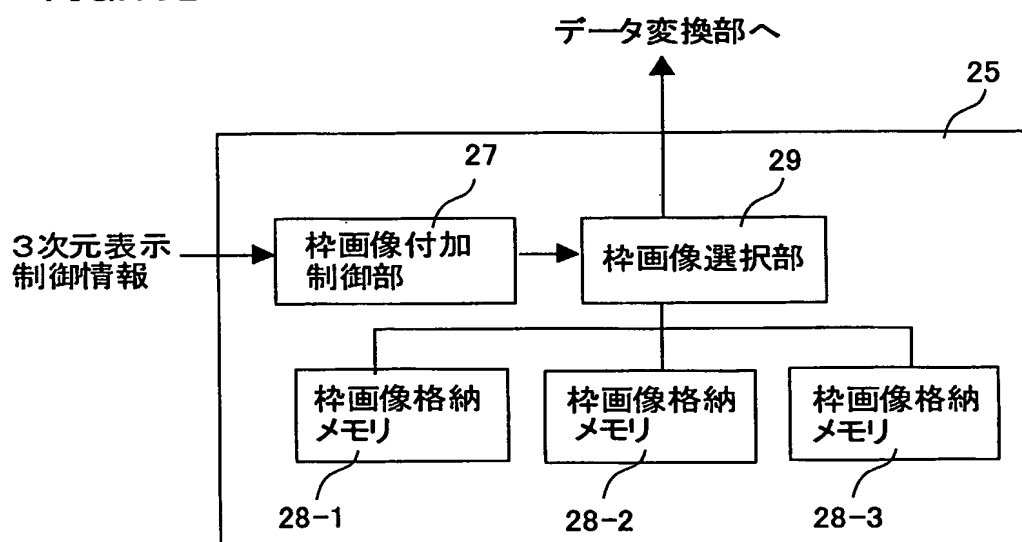 データ変換部へ
25
27
29
3次元表示
制御情報
枠画像付加
制御部
枠画像選択部
枠画像格納
メモリ
枠画像格納
メモリ
枠画像格納
メモリ
28-1
28-2
28-3